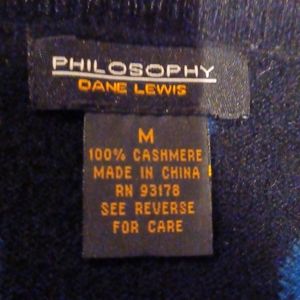 PHILOSOPHY
DANE LEWIS
M
100% CASHMERE
MADE IN CHINA
RN 93178
SEE REVERSE
FOR CARE